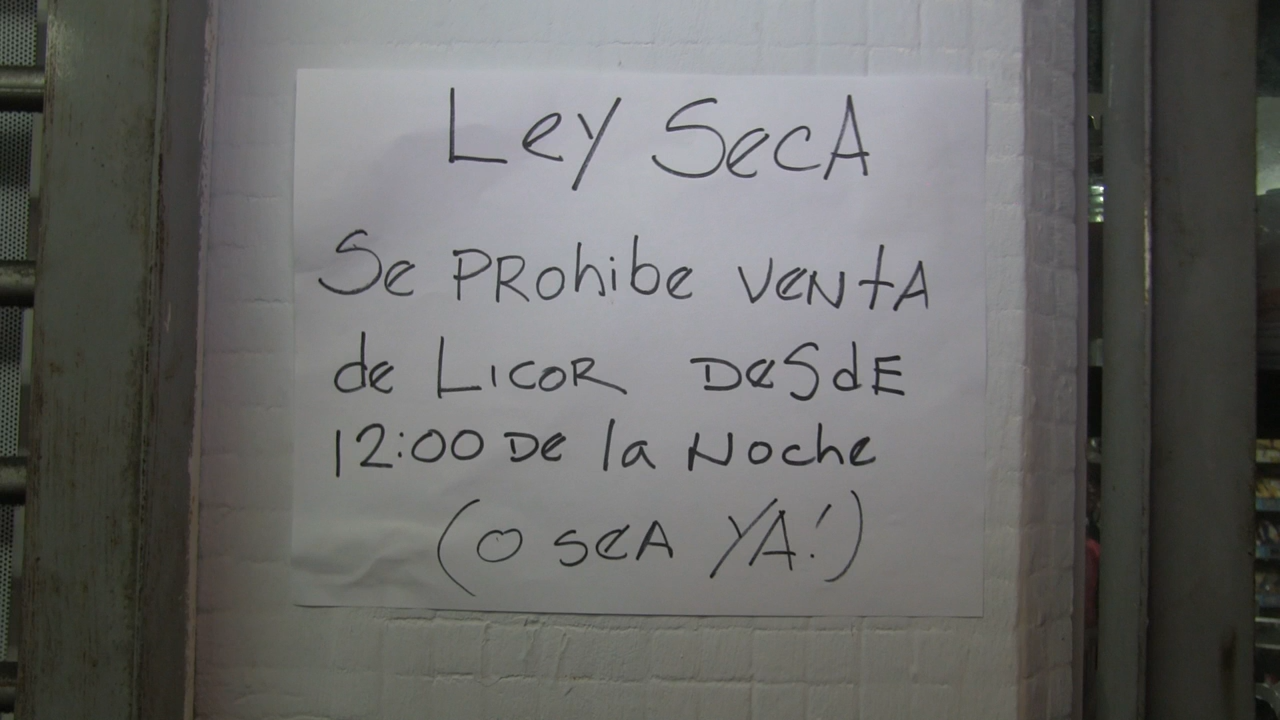 Ley SecA
Se PRohibe VeNtA
de LicoR DeSdE
12:00 De la Noche
(O SeA YA!)